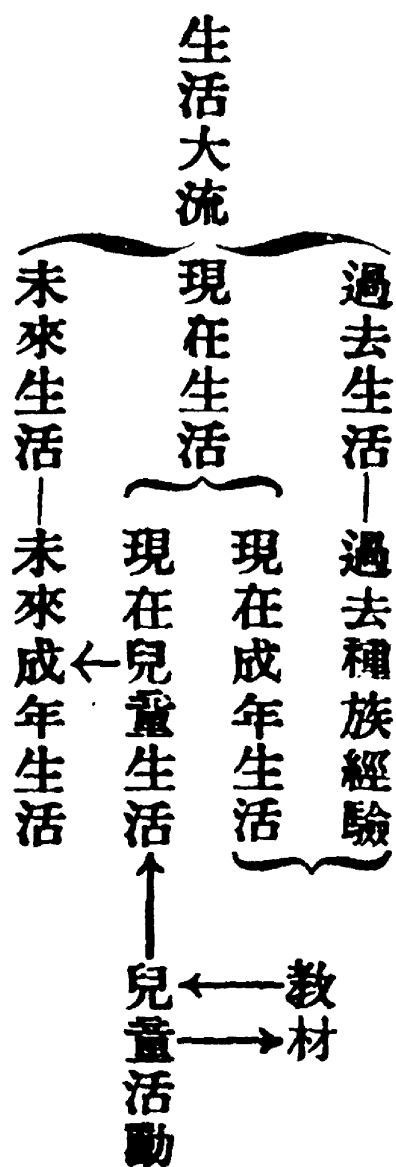 生活大流
過去生活
現在生活
未來生活
過去種族經驗
現在成年生活
現在兒童生活
未來成年生活
教材
兒童活動